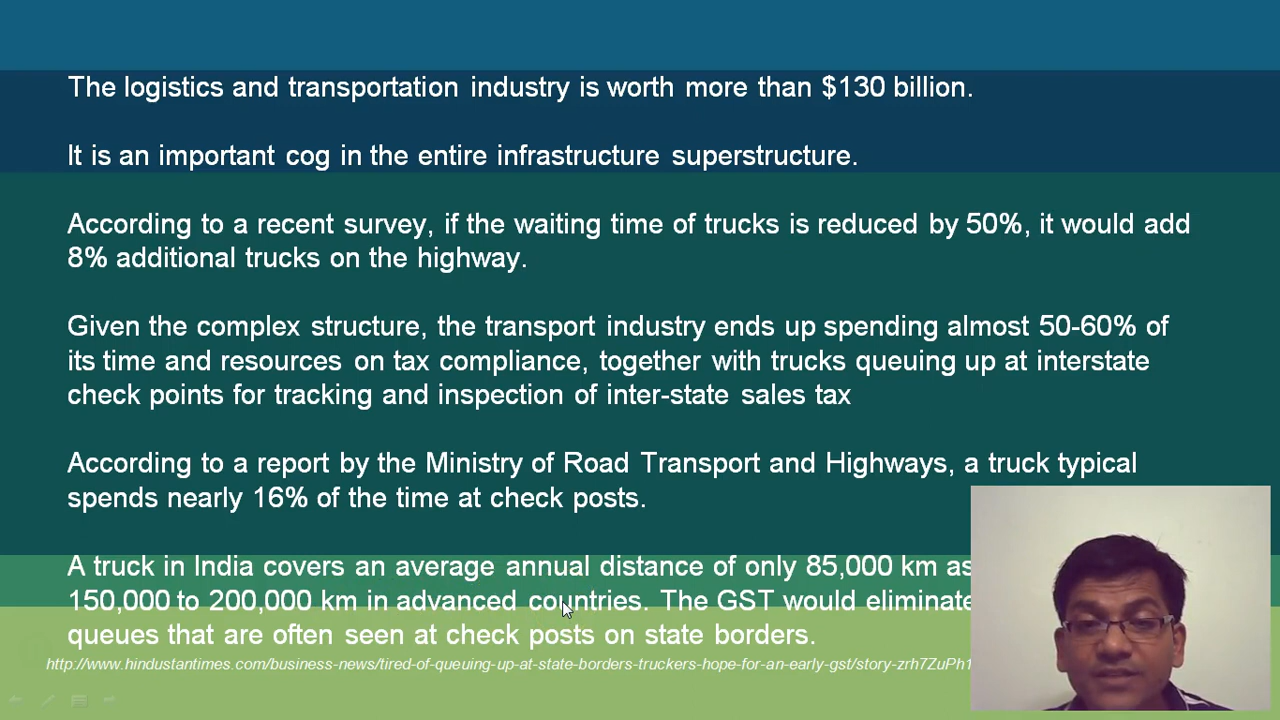 The logistics and transportation industry is worth more than $130 billion.
It is an important cog in the entire infrastructure superstructure.
According to a recent survey, if the waiting time of trucks is reduced by 50%, it would add
8% additional trucks on the highway.
Given the complex structure, the transport industry ends up spending almost 50-60% of
its time and resources on tax compliance, together with trucks queuing up at interstate
check points for tracking and inspection of inter-state sales tax
According to a report by the Ministry of Road Transport and Highways, a truck typical
spends nearly 16% of the time at check posts.
A truck in India covers an average annual distance of only 85,000 km as
150,000 to 200,000 km in advanced countries. The GST would eliminate
queues that are often seen at check posts on state borders.
http://www.hindustantimes.com/business-news/tired-of-queuing-up-at-state-borders-truckers-hope-for-an-early-gst/story-zrh7ZuPh1